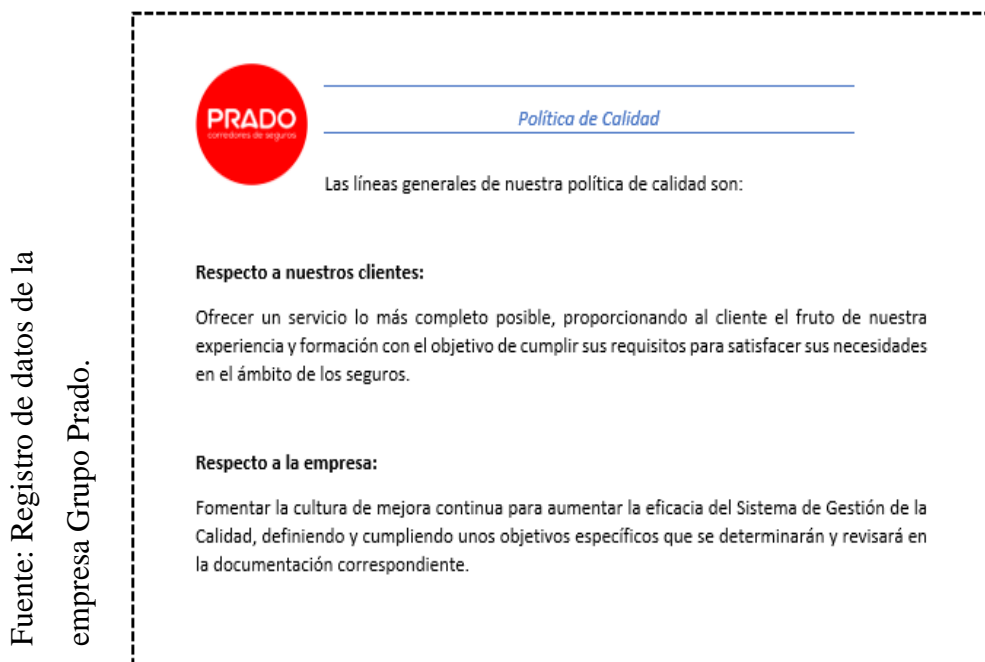 PRADO
corredores de seguros
Política de Calidad
Las líneas generales de nuestra política de calidad son:
Respecto a nuestros clientes:
Ofrecer un servicio lo más completo posible, proporcionando al cliente el fruto de nuestra
experiencia y formación con el objetivo de cumplir sus requisitos para satisfacer sus necesidades
en el ámbito de los seguros.
Respecto a la empresa:
Fomentar la cultura de mejora continua para aumentar la eficacia del Sistema de Gestión de la
Calidad, definiendo y cumpliendo unos objetivos específicos que se determinarán y revisará en
la documentación correspondiente.
Fuente: Registro de datos de la
empresa Grupo Prado.